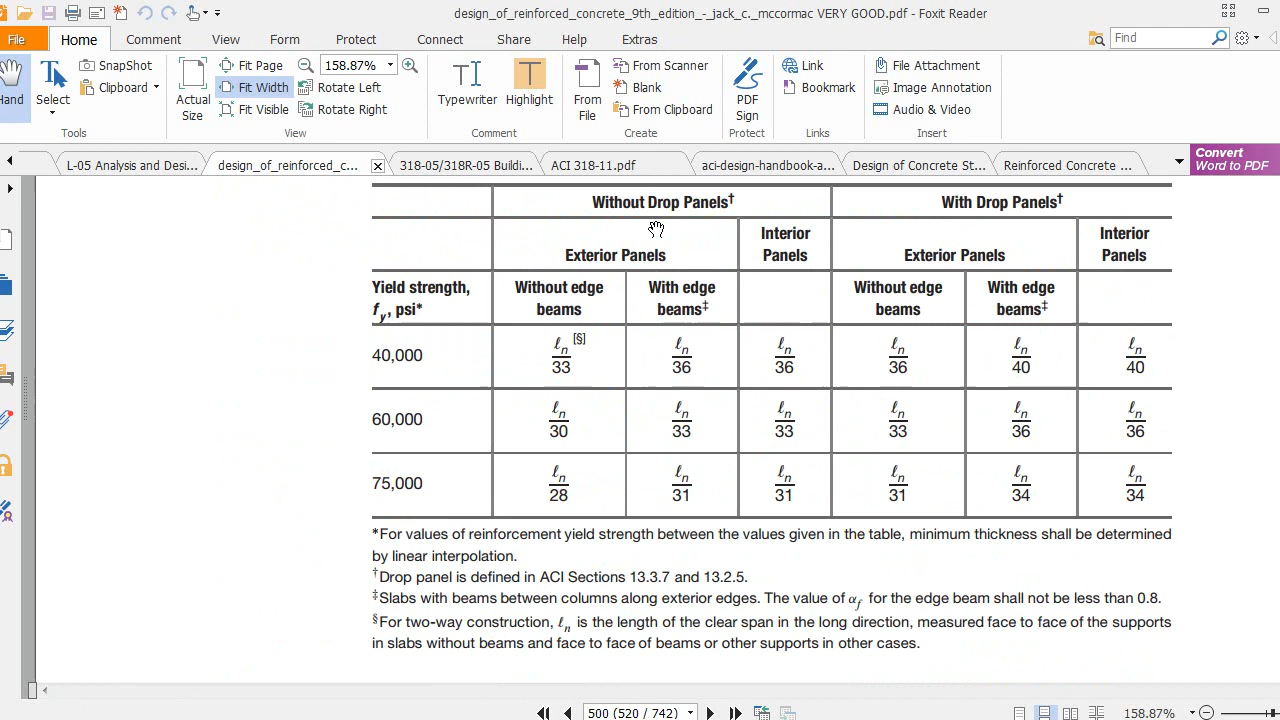 design_of_reinforced_concrete_9th_edition_-_jack_c._mccormac VERY GOOD.pdf - Foxit Reader
File Home Comment View Form Protect Connect Share Help Extras Find
Hand
Select
SnapShot
Clipboard
Tools
Actual Size
Fit Page
Fit Width
Fit Visible
158.87%
Rotate Left
Rotate Right
View
Typewriter Highlight
Comment
From File
From Scanner
Blank
From Clipboard
Create
PDF Sign
Protect
Link
Bookmark
Links
File Attachment
Image Annotation
Audio & Video
Insert
L-05 Analysis and Desi... design_of_reinforced_c... 318-05/318R-05 Buildi... ACI 318-11.pdf aci-design-handbook-a... Design of Concrete St... Reinforced Concrete ...
Convert
Word to PDF
Without Drop Panels† With Drop Panels†
Exterior Panels Interior Panels Exterior Panels Interior Panels
Yield strength, fy, psi* Without edge beams With edge beams‡ Without edge beams With edge beams‡
40,000 ℓn/33 [§] ℓn/36 ℓn/36 ℓn/36 ℓn/40 ℓn/40
60,000 ℓn/30 ℓn/33 ℓn/33 ℓn/33 ℓn/36 ℓn/36
75,000 ℓn/28 ℓn/31 ℓn/31 ℓn/31 ℓn/34 ℓn/34
*For values of reinforcement yield strength between the values given in the table, minimum thickness shall be determined
by linear interpolation.
†Drop panel is defined in ACI Sections 13.3.7 and 13.2.5.
‡Slabs with beams between columns along exterior edges. The value of αf for the edge beam shall not be less than 0.8.
§For two-way construction, ℓn is the length of the clear span in the long direction, measured face to face of the supports
in slabs without beams and face to face of beams or other supports in other cases.
500 (520 / 742) 158.87%